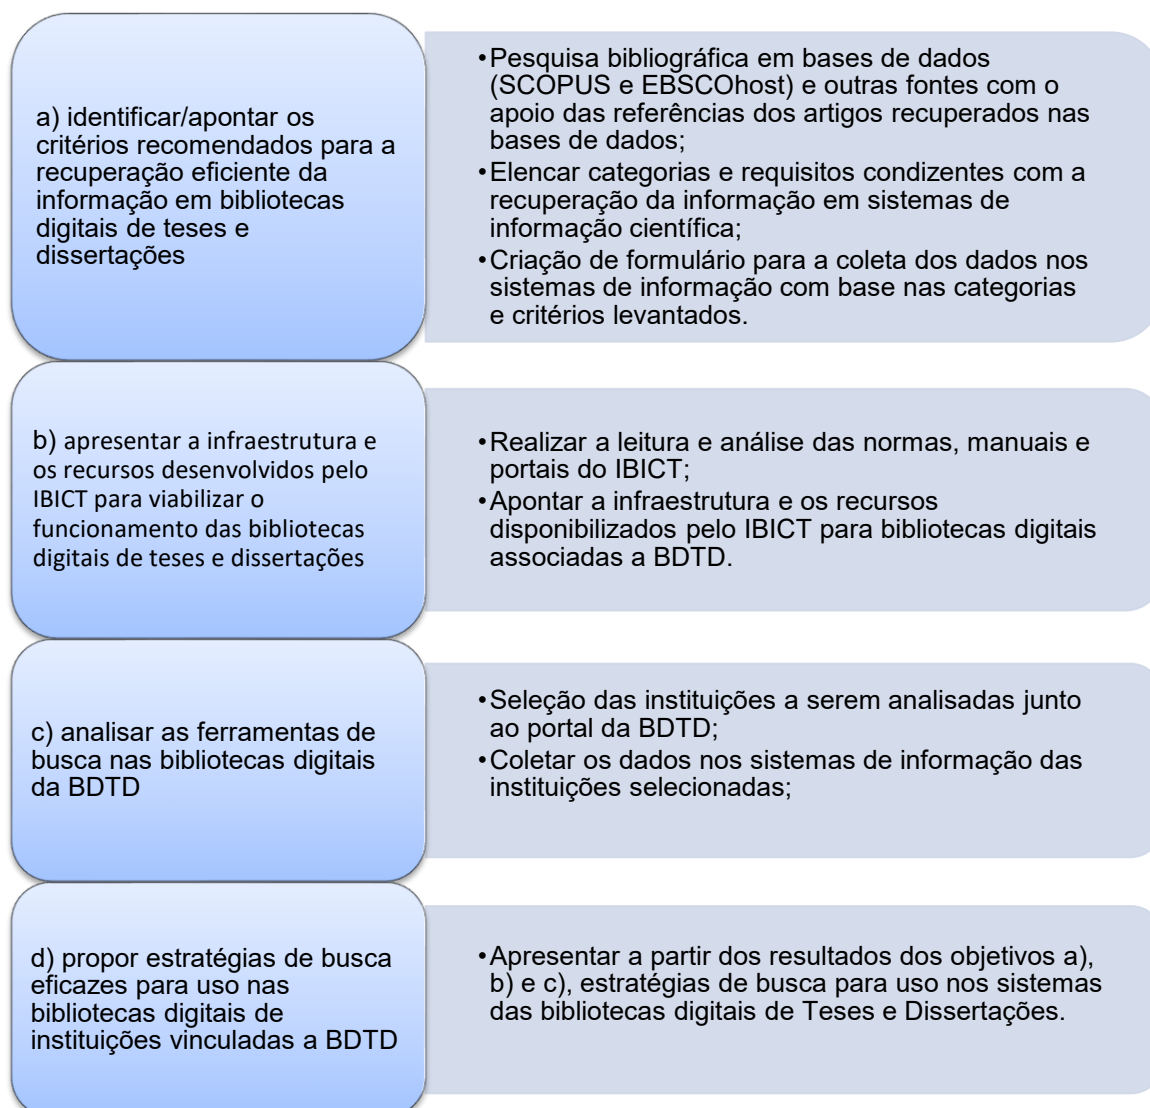 a) identificar/apontar os
critérios recomendados para a
recuperação eficiente da
informação em bibliotecas
digitais de teses e
dissertações
•Pesquisa bibliográfica em bases de dados
(SCOPUS e EBSCOhost) e outras fontes com o
apoio das referências dos artigos recuperados nas
bases de dados;
•Elencar categorias e requisitos condizentes com a
recuperação da informação em sistemas de
informação científica;
•Criação de formulário para a coleta dos dados nos
sistemas de informação com base nas categorias
e critérios levantados.
b) apresentar a infraestrutura e
os recursos desenvolvidos pelo
IBICT para viabilizar o
funcionamento das bibliotecas
digitais de teses e dissertações
•Realizar a leitura e análise das normas, manuais e
portais do IBICT;
•Apontar a infraestrutura e os recursos
disponibilizados pelo IBICT para bibliotecas digitais
associadas a BDTD.
c) analisar as ferramentas de
busca nas bibliotecas digitais
da BDTD
•Seleção das instituições a serem analisadas junto
ao portal da BDTD;
•Coletar os dados nos sistemas de informação das
instituições selecionadas;
d) propor estratégias de busca
eficazes para uso nas
bibliotecas digitais de
instituições vinculadas a BDTD
•Apresentar a partir dos resultados dos objetivos a),
b) e c), estratégias de busca para uso nos sistemas
das bibliotecas digitais de Teses e Dissertações.